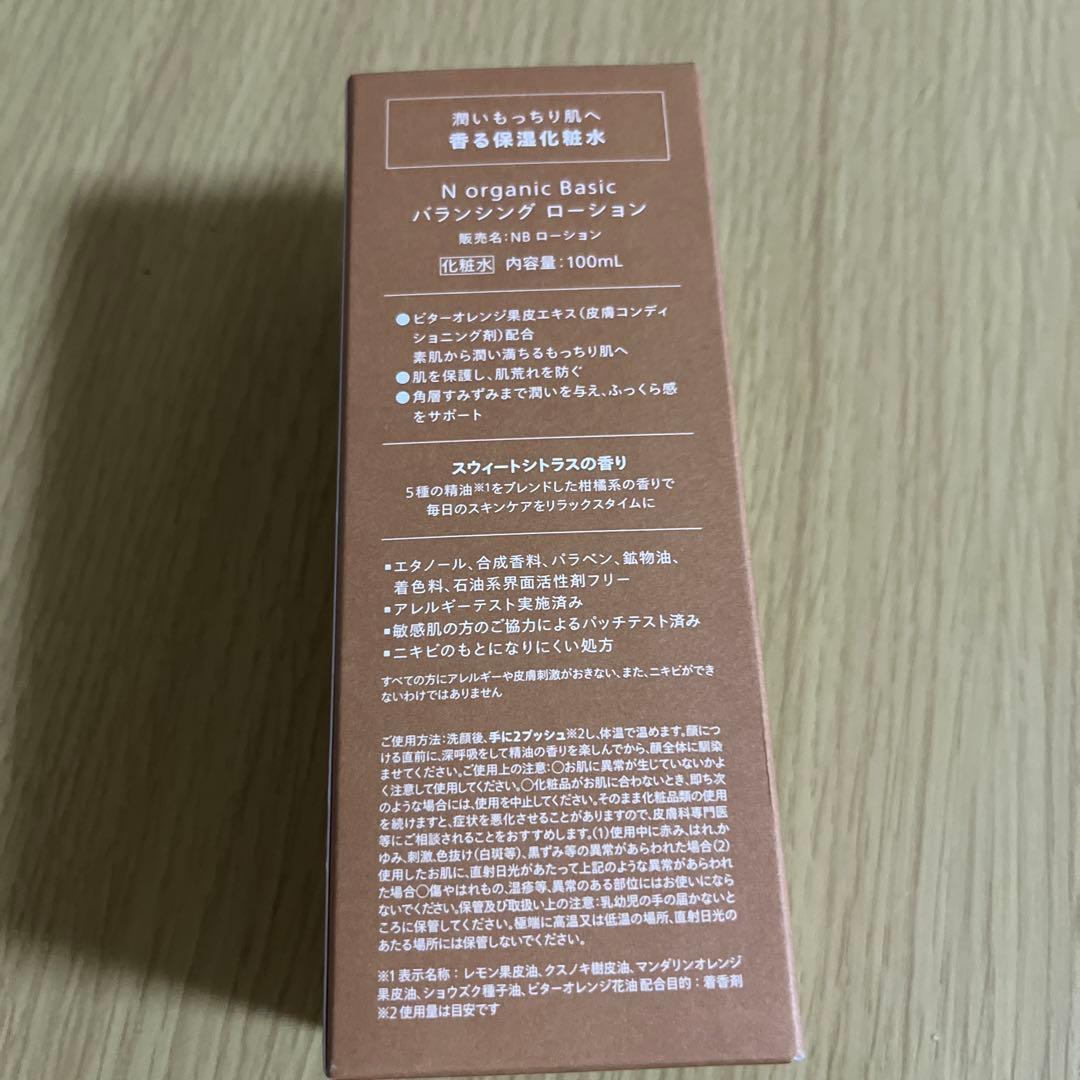 潤いもっちり肌へ
香る保湿化粧水
N organic Basic
バランシング ローション
販売名:NB ローション
化粧水 内容量:100mL
●ビターオレンジ果皮エキス(皮膚コンディ
ショニング剤)配合
素肌から潤い満ちるもっちり肌へ
●肌を保護し、肌荒れを防ぐ
●角層すみずみまで潤いを与え、ふっくら感
をサポート
スウィートシトラスの香り
5種の精油※1をブレンドした柑橘系の香りで
毎日のスキンケアをリラックスタイムに
▪エタノール、合成香料、パラベン、鉱物油、
着色料、石油系界面活性剤フリー
▪アレルギーテスト実施済み
▪敏感肌の方のご協力によるパッチテスト済み
▪ニキビのもとになりにくい処方
すべての方にアレルギーや皮膚刺激がおきない、また、ニキビができ
ないわけではありません
ご使用方法:洗顔後、手に2プッシュ※2し、体温で温めます。顔につ
ける直前に、深呼吸をして精油の香りを楽しんでから、顔全体に馴染
ませてください。ご使用上の注意:○お肌に異常が生じていないかよ
く注意して使用してください。○化粧品がお肌に合わないとき、即ち次
のような場合には、使用を中止してください。そのまま化粧品類の使用
を続けますと、症状を悪化させることがありますので、皮膚科専門医
等にご相談されることをおすすめします。(1)使用中に赤み、はれ、か
ゆみ、刺激、色抜け(白斑等)、黒ずみ等の異常があらわれた場合(2)
使用したお肌に、直射日光があたって上記のような異常があらわれ
た場合○傷やはれもの、湿疹等、異常のある部位にはお使いになら
ないでください。保管及び取扱い上の注意:乳幼児の手の届かないと
ころに保管してください。極端に高温又は低温の場所、直射日光の
あたる場所には保管しないでください。
※1 表示名称:レモン果皮油、クスノキ樹皮油、マンダリンオレンジ
果皮油、ショウズク種子油、ビターオレンジ花油 配合目的:着香剤
※2 使用量は目安です